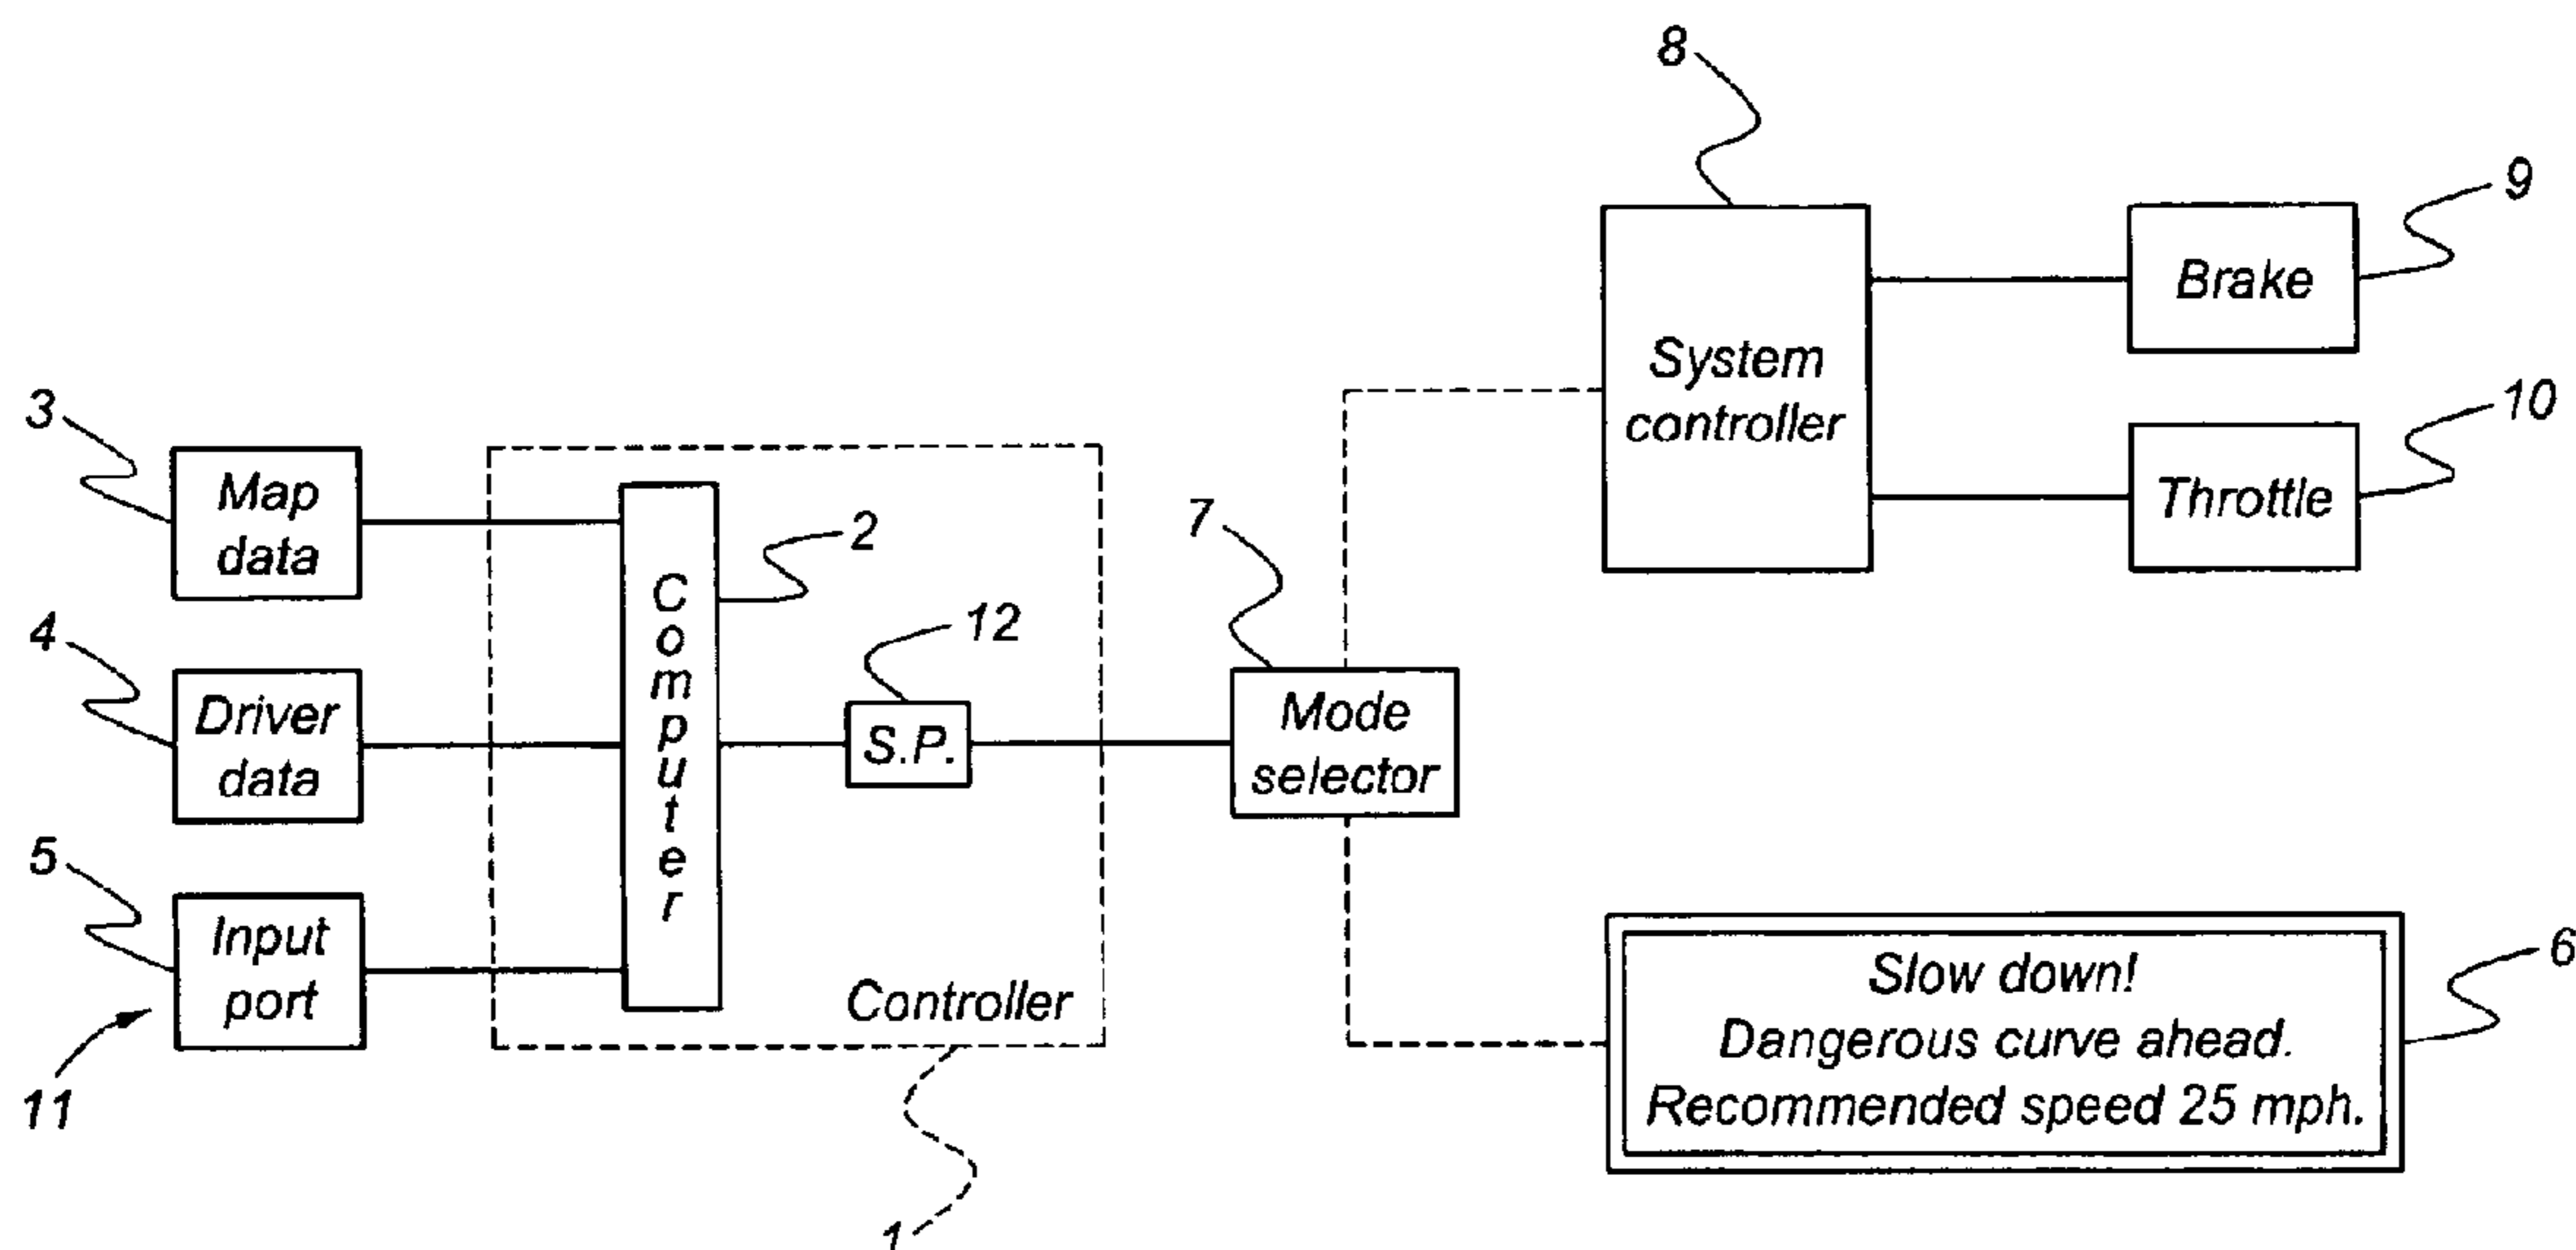 8
9
Brake
System
controller
10
Throttle
3
Map
data
7
2
Computer
12
4
Driver
data
S.P.
Mode
selector
5
Input
port
Controller
11
1
6
Slow down!
Dangerous curve ahead.
Recommended speed 25 mph.